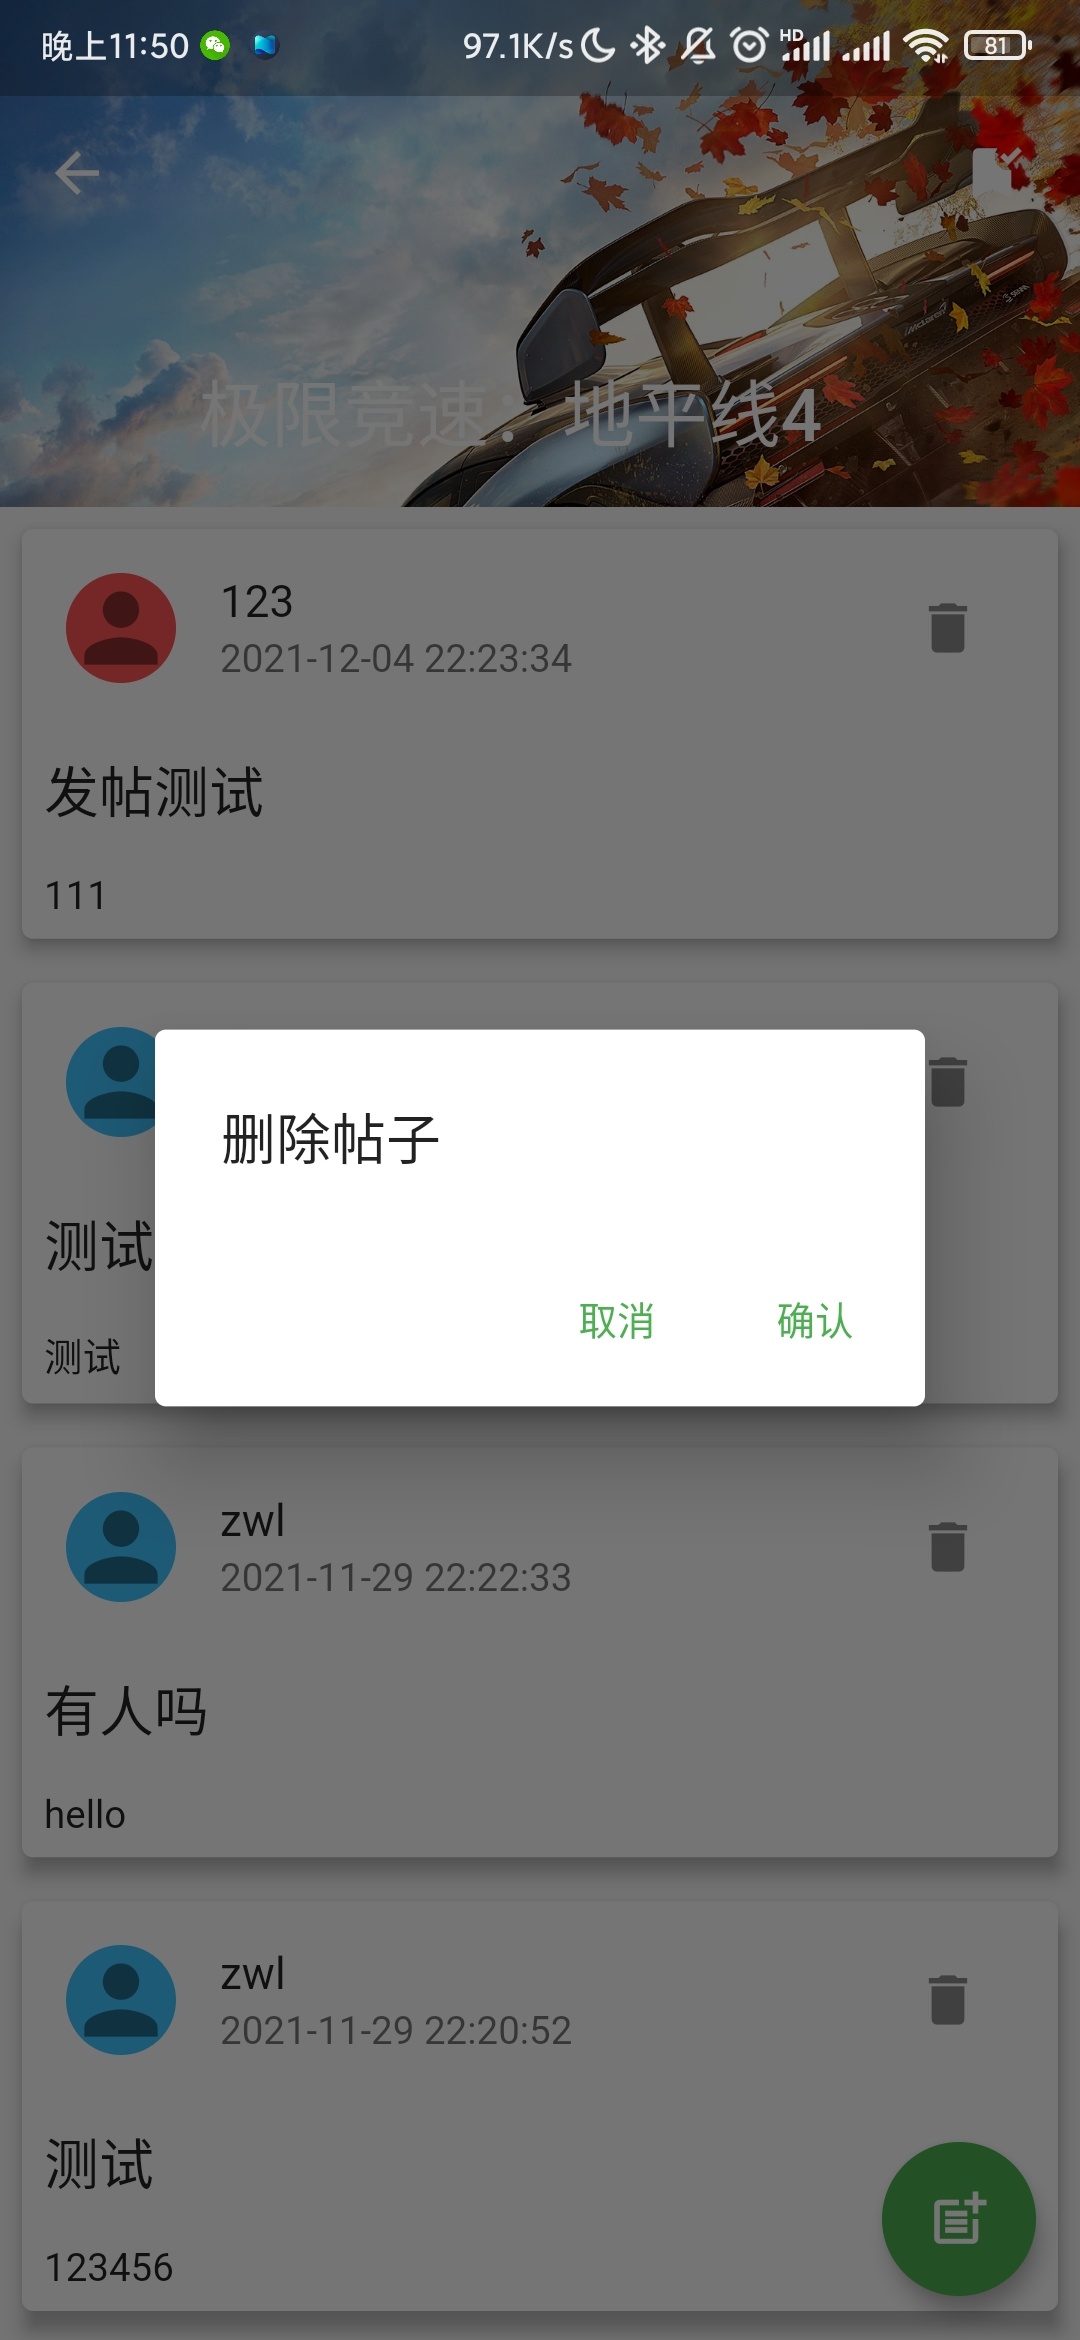 晚上11:50
97.1K/s
HD
81
极限竞速：地平线4
123
2021-12-04 22:23:34
发帖测试
111
删除帖子
取消 确认
测试
测试
zwl
2021-11-29 22:22:33
有人吗
hello
zwl
2021-11-29 22:20:52
测试
123456